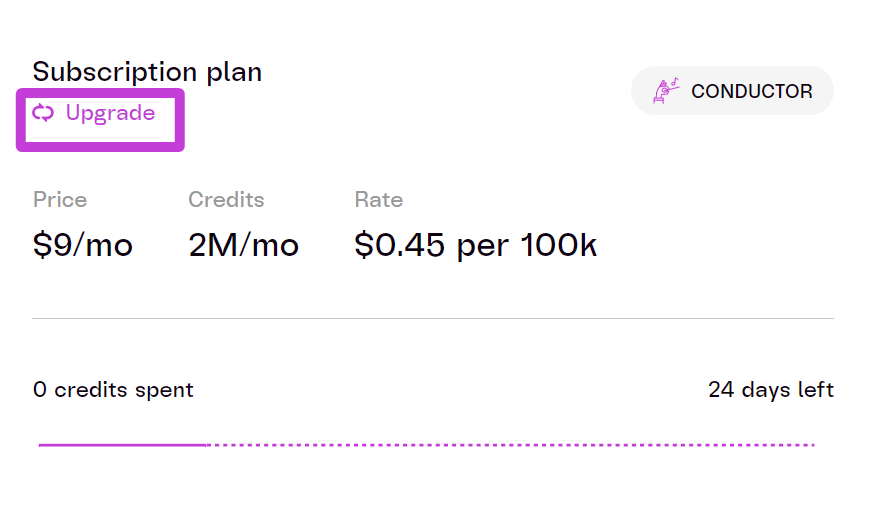 Subscription plan
Upgrade
CONDUCTOR
Price Credits Rate
$9/mo 2M/mo $0.45 per 100k
0 credits spent 24 days left